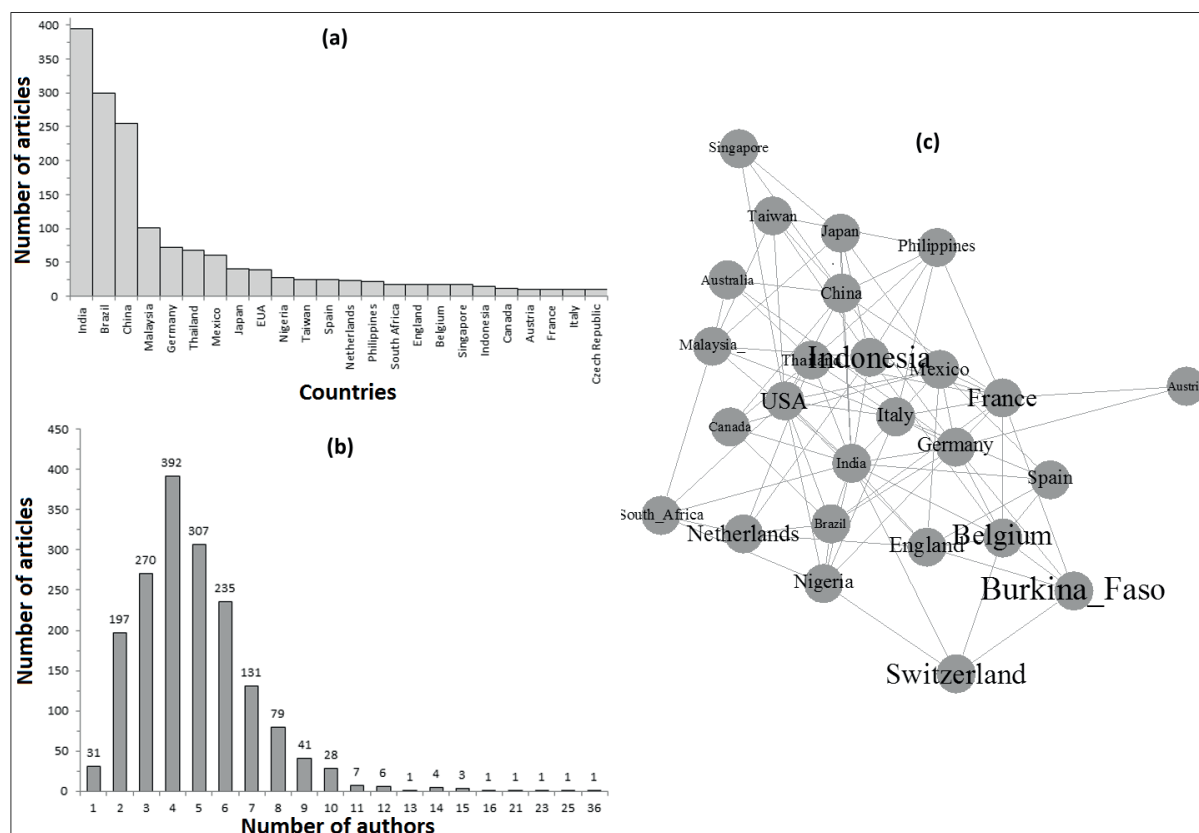 (a)
Number of articles
400
350
300
250
200
150
100
50
0
India
Brazil
China
Malaysia
Germany
Thailand
Mexico
Japan
EUA
Nigeria
Taiwan
Spain
Netherlands
Philippines
South Africa
England
Belgium
Singapore
Indonesia
Canada
Austria
France
Italy
Czech Republic
Countries
(b)
Number of articles
450
400
350
300
250
200
150
100
50
0
31
197
270
392
307
235
131
79
41
28
7
6
1
4
3
1
1
1
1
1
1 2 3 4 5 6 7 8 9 10 11 12 13 14 15 16 21 23 25 36
Number of authors
(c)
Singapore
Taiwan
Japan
Philippines
Australia
China
Malaysia_
Thailand
Indonesia
Mexico
USA
Italy
France
Austri
Canada
Germany
India
Spain
South_Africa
Netherlands
Brazil
England
Belgium
Nigeria
Burkina_Faso
Switzerland